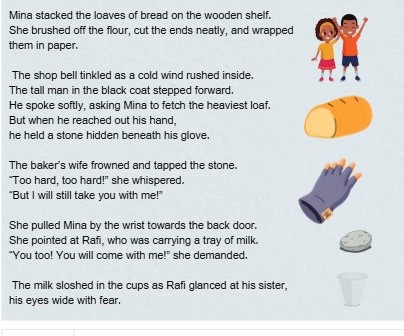 Mina stacked the loaves of bread on the wooden shelf.
She brushed off the flour, cut the ends neatly, and wrapped
them in paper.
The shop bell tinkled as a cold wind rushed inside.
The tall man in the black coat stepped forward.
He spoke softly, asking Mina to fetch the heaviest loaf.
But when he reached out his hand,
he held a stone hidden beneath his glove.
The baker's wife frowned and tapped the stone.
“Too hard, too hard!” she whispered.
“But I will still take you with me!”
She pulled Mina by the wrist towards the back door.
She pointed at Rafi, who was carrying a tray of milk.
“You too! You will come with me!” she demanded.
The milk sloshed in the cups as Rafi glanced at his sister,
his eyes wide with fear.